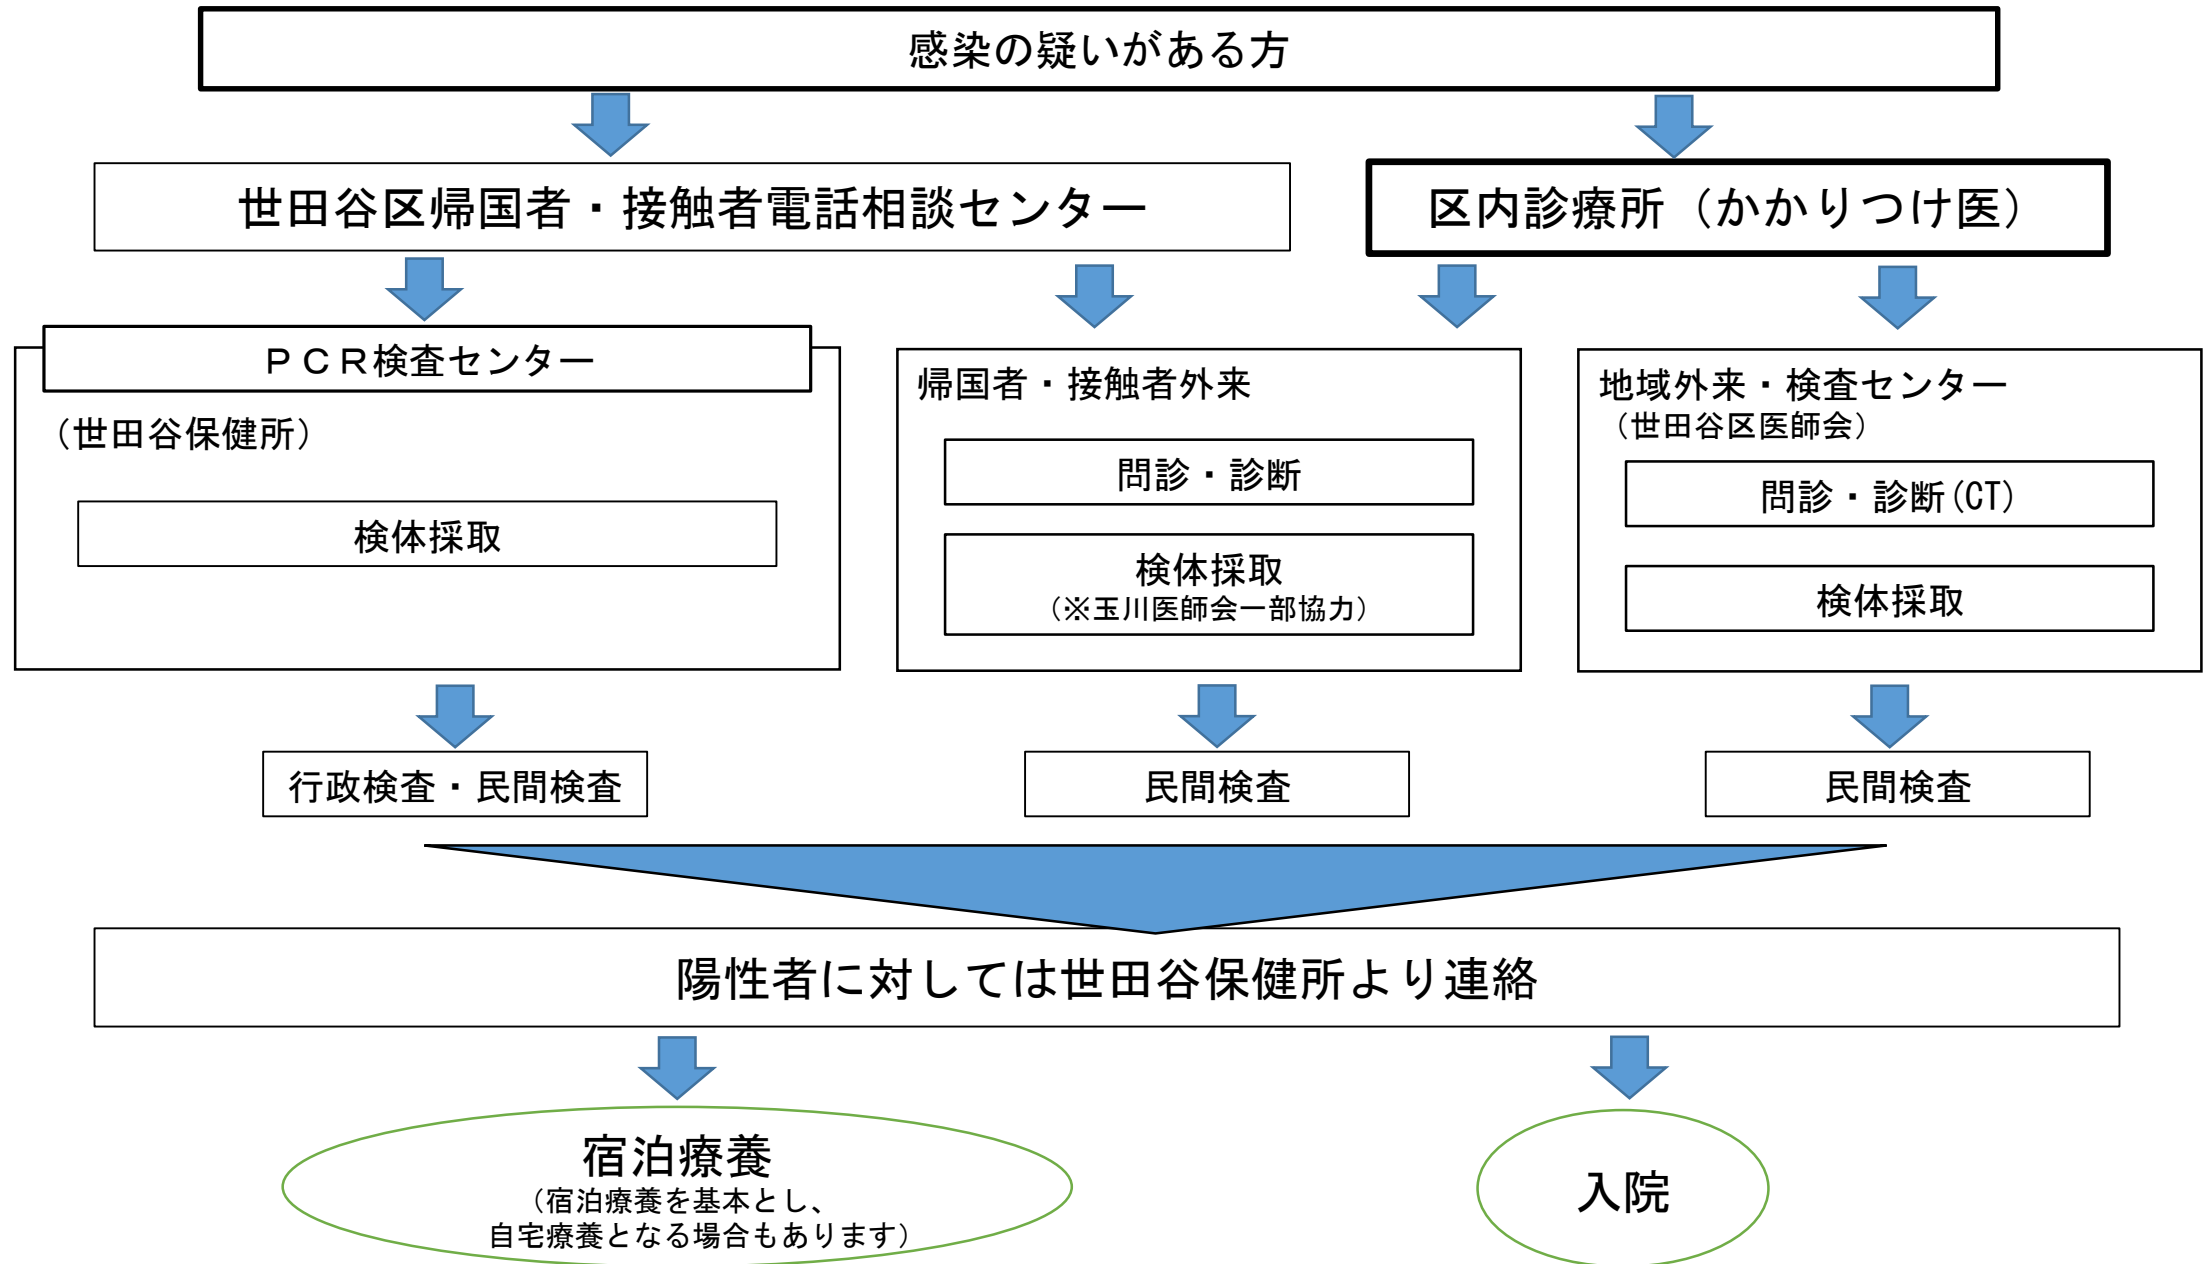 感染の疑いがある方
世田谷区帰国者・接触者電話相談センター
区内診療所（かかりつけ医）
ＰＣＲ検査センター
（世田谷保健所）
検体採取
帰国者・接触者外来
問診・診断
検体採取
（※玉川医師会一部協力）
地域外来・検査センター
（世田谷区医師会）
問診・診断(CT)
検体採取
行政検査・民間検査
民間検査
民間検査
陽性者に対しては世田谷保健所より連絡
宿泊療養
（宿泊療養を基本とし、
自宅療養となる場合もあります）
入院